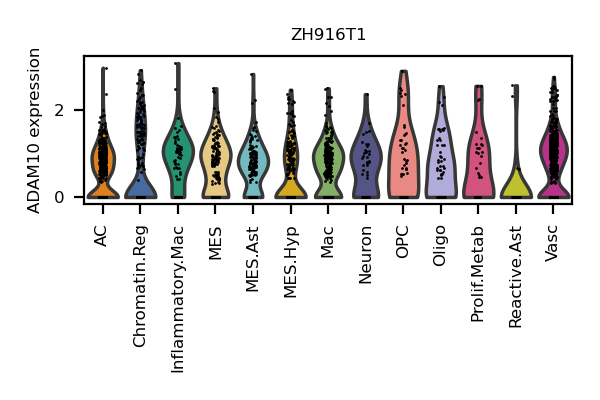 ZH916T1
ADAM10 expression
2
0
AC
Chromatin.Reg
Inflammatory.Mac
MES
MES.Ast
MES.Hyp
Mac
Neuron
OPC
Oligo
Prolif.Metab
Reactive.Ast
Vasc